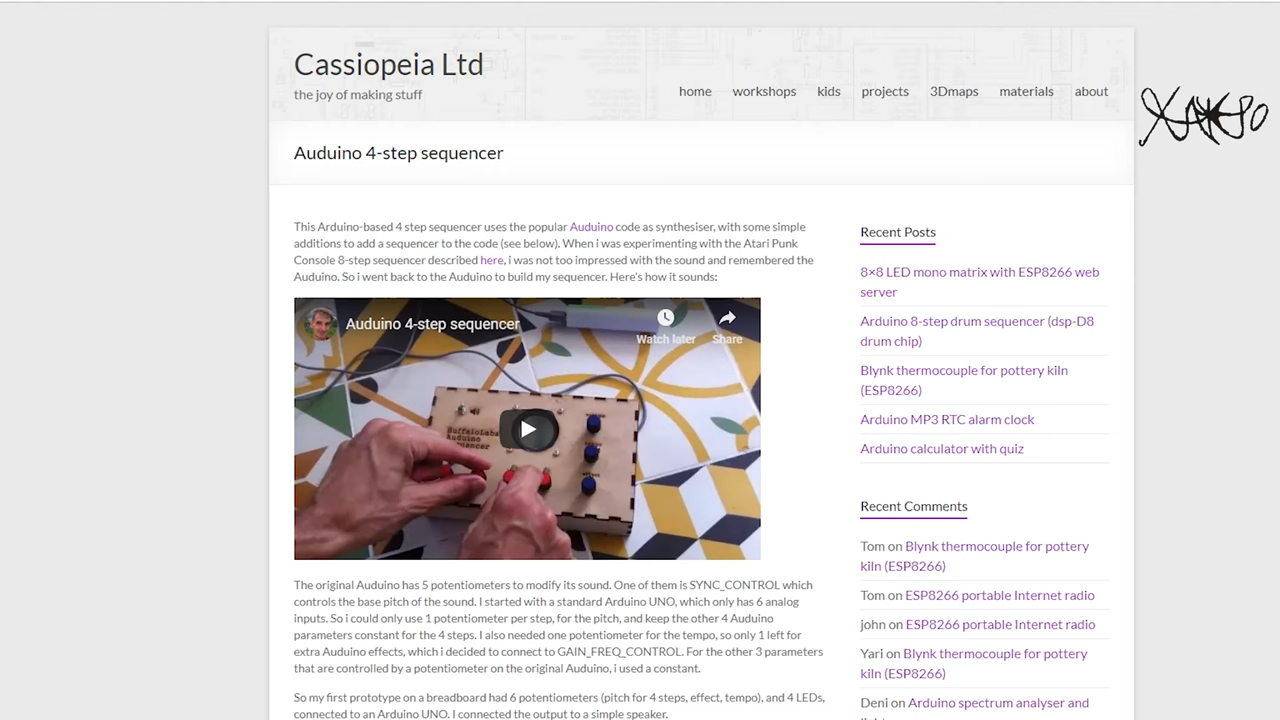 Cassiopeia Ltd
the joy of making stuff
home workshops kids projects 3Dmaps materials about
Auduino 4-step sequencer
This Arduino-based 4 step sequencer uses the popular Auduino code as synthesiser, with some simple
additions to add a sequencer to the code (see below). When i was experimenting with the Atari Punk
Console 8-step sequencer described here, i was not too impressed with the sound and remembered the
Auduino. So i went back to the Auduino to build my sequencer. Here's how it sounds:
Auduino 4-step sequencer
Watch later Share
BuffaloLabs
Auduino
The original Auduino has 5 potentiometers to modify its sound. One of them is SYNC_CONTROL which
controls the base pitch of the sound. I started with a standard Arduino UNO, which only has 6 analog
inputs. So i could only use 1 potentiometer per step, for the pitch, and keep the other 4 Auduino
parameters constant for the 4 steps. I also needed one potentiometer for the tempo, so only 1 left for
extra Auduino effects, which i decided to connect to GAIN_FREQ_CONTROL. For the other 3 parameters
that are controlled by a potentiometer on the original Auduino, i used a constant.
So my first prototype on a breadboard had 6 potentiometers (pitch for 4 steps, effect, tempo), and 4 LEDs,
connected to an Arduino UNO. I connected the output to a simple speaker.
Recent Posts
8×8 LED mono matrix with ESP8266 web
server
Arduino 8-step drum sequencer (dsp-D8
drum chip)
Blynk thermocouple for pottery kiln
(ESP8266)
Arduino MP3 RTC alarm clock
Arduino calculator with quiz
Recent Comments
Tom on Blynk thermocouple for pottery
kiln (ESP8266)
Tom on ESP8266 portable Internet radio
john on ESP8266 portable Internet radio
Yari on Blynk thermocouple for pottery
kiln (ESP8266)
Deni on Arduino spectrum analyser and